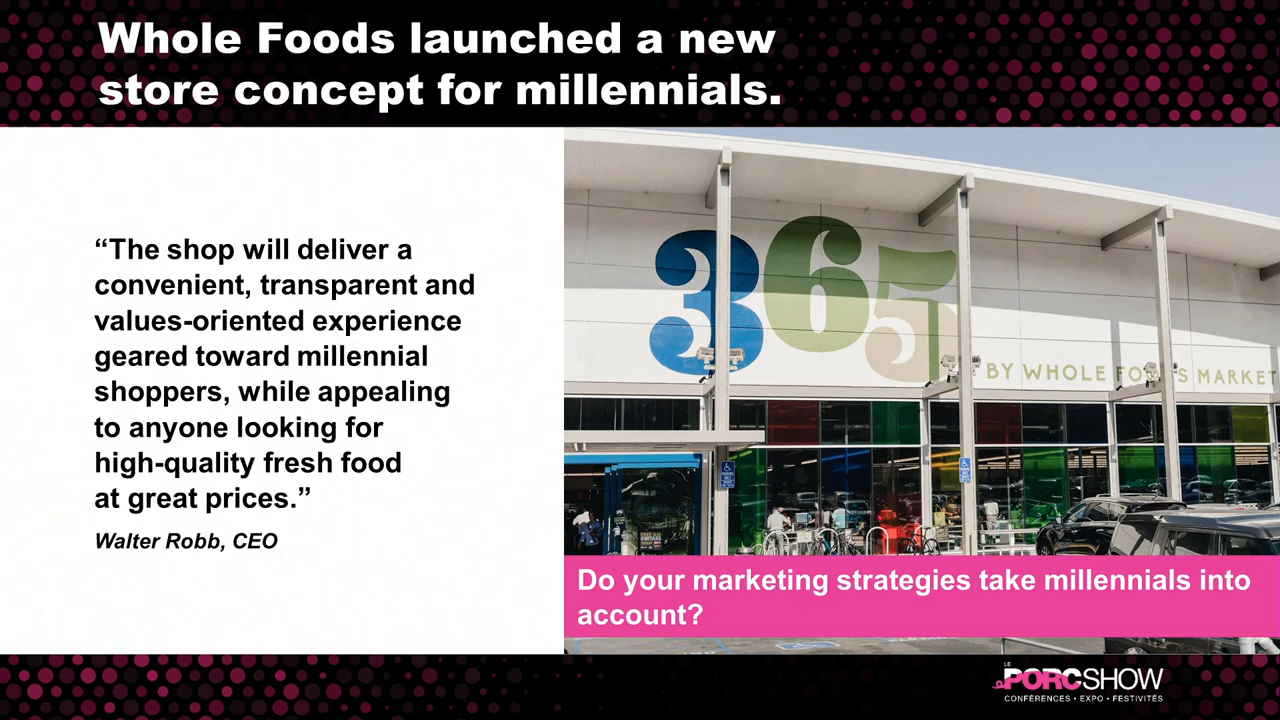 Whole Foods launched a new
store concept for millennials.
“The shop will deliver a
convenient, transparent and
values-oriented experience
geared toward millennial
shoppers, while appealing
to anyone looking for
high-quality fresh food
at great prices.”
Walter Robb, CEO
365
BY WHOLE FOODS MARKET
Do your marketing strategies take millennials into
account?
LE
PORCSHOW
CONFÉRENCES • EXPO • FESTIVITÉS